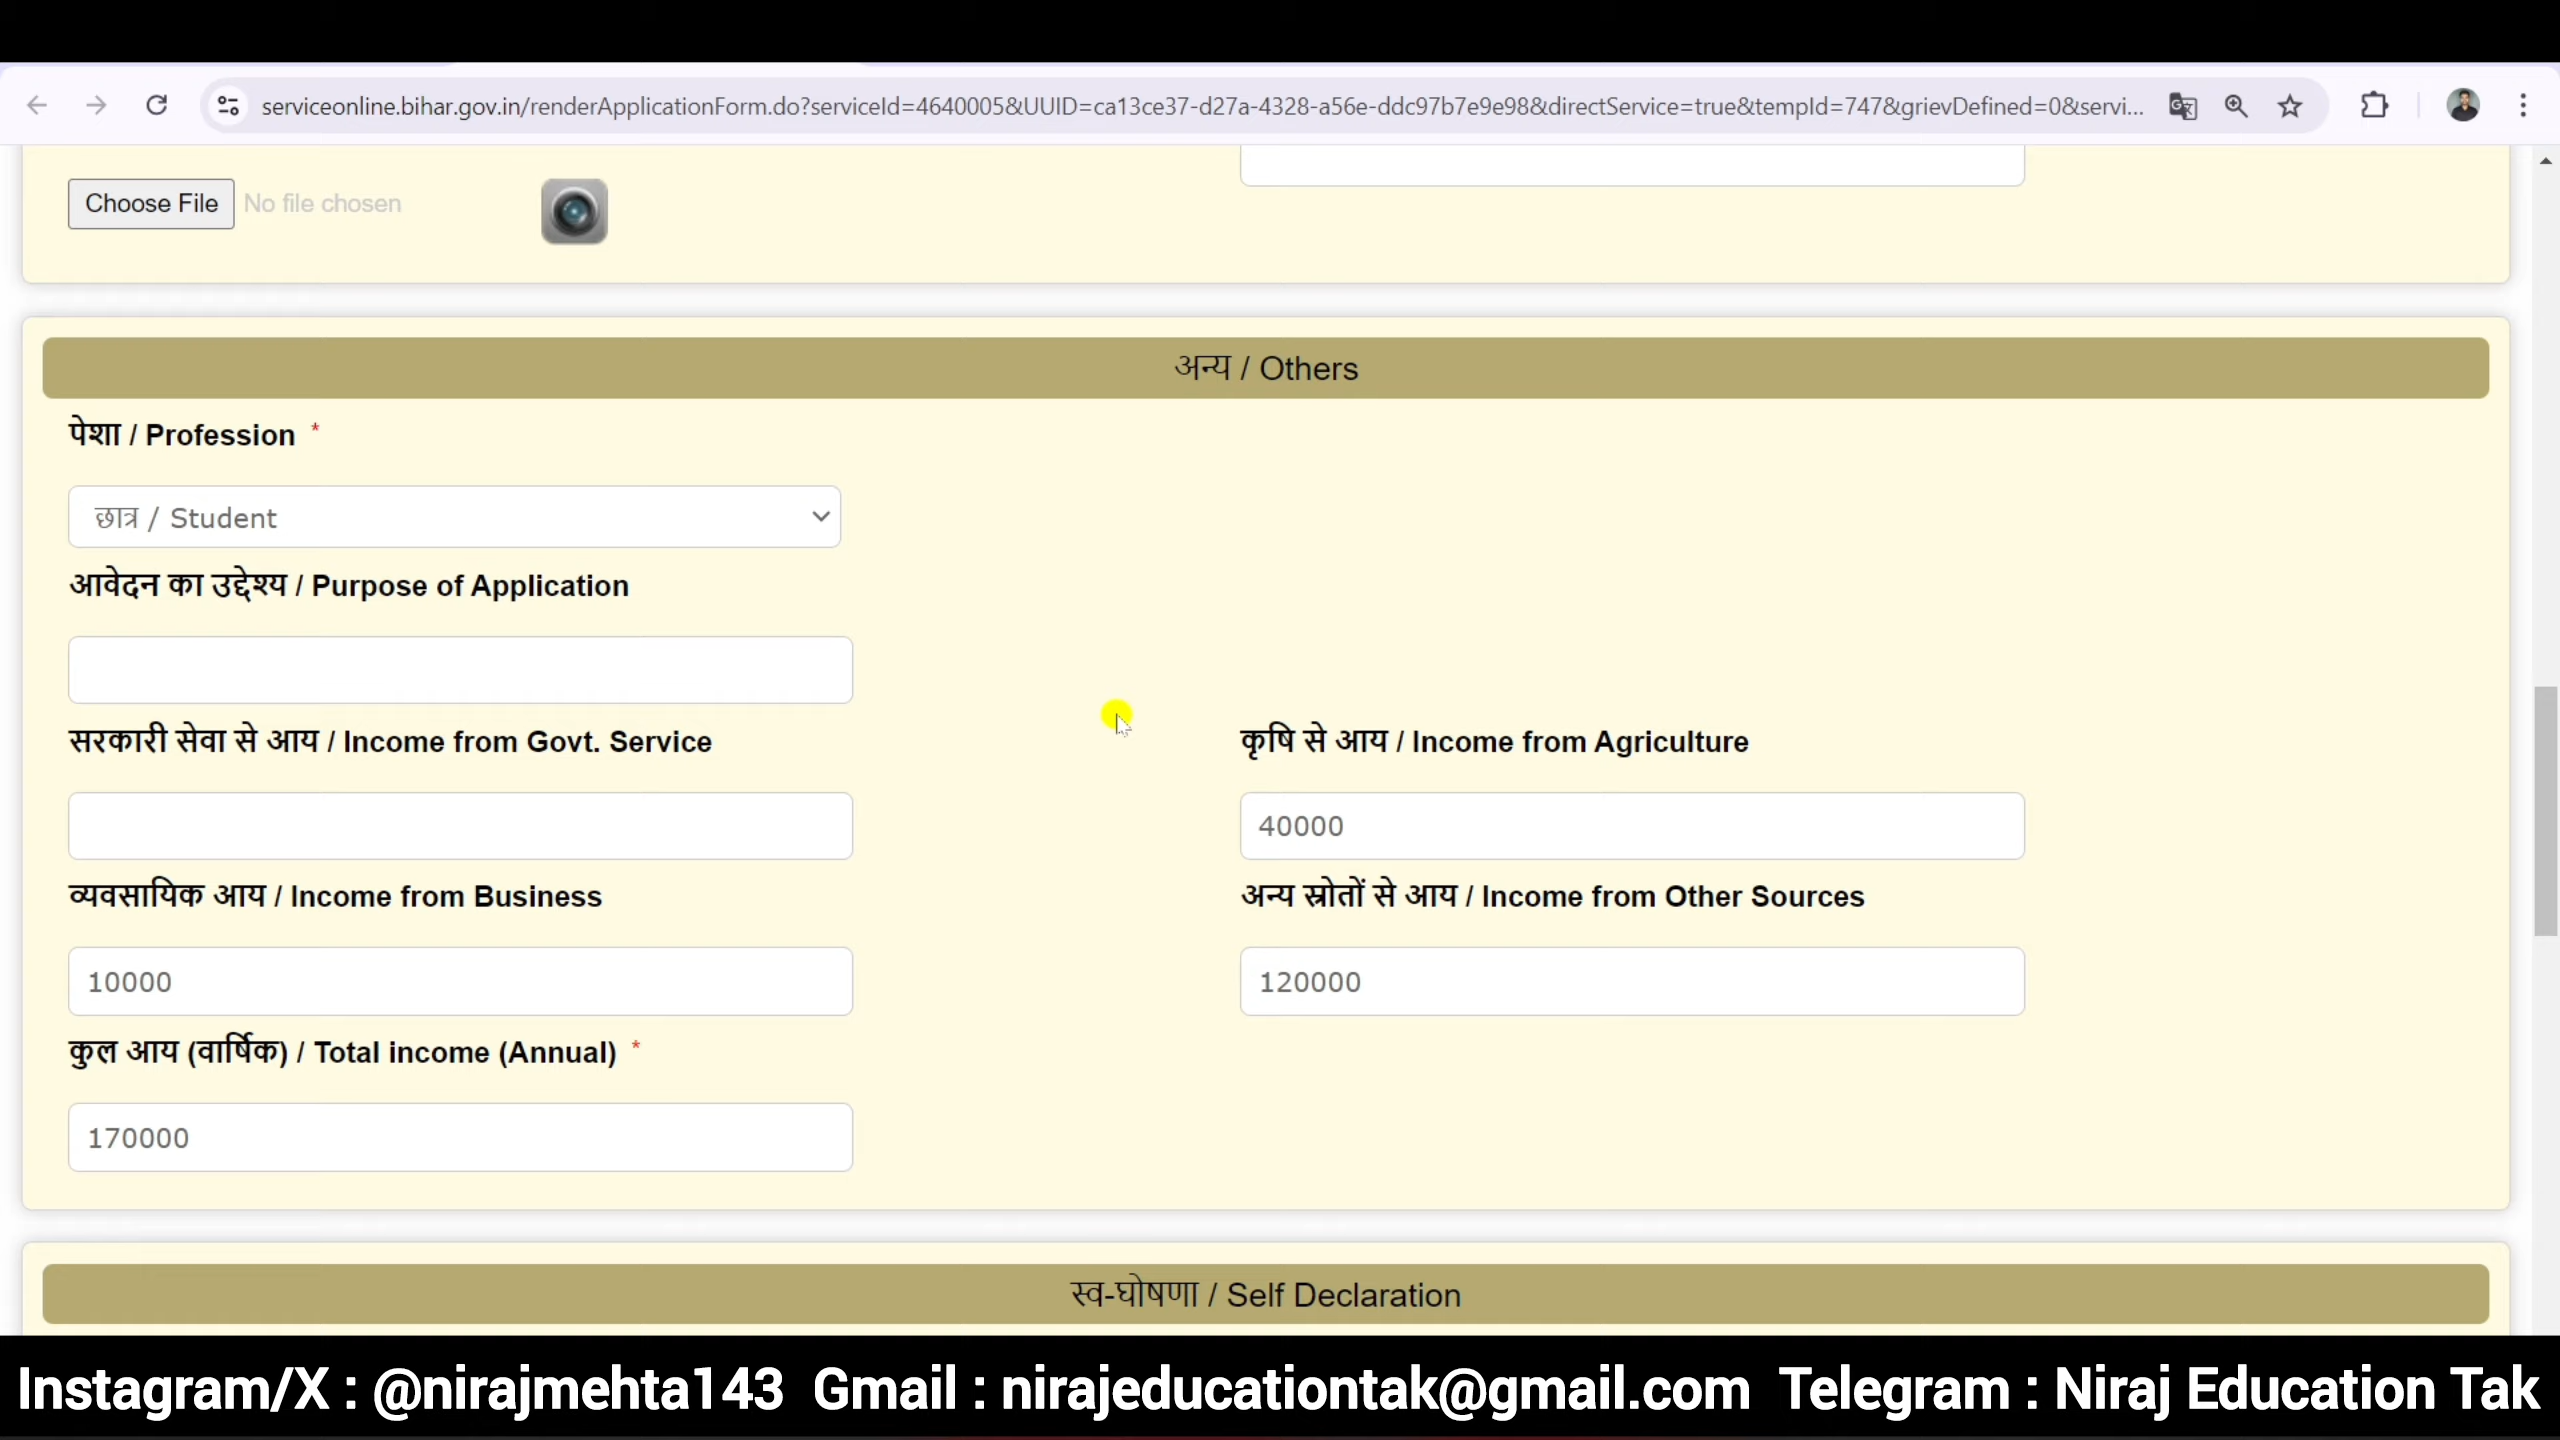 serviceonline.bihar.gov.in/renderApplicationForm.do?serviceId=4640005&UUID=ca13ce37-d27a-4328-a56e-ddc97b7e9e98&directService=true&tempId=747&grievDefined=0&servi...
Choose File No file chosen
अन्य / Others
पेशा / Profession *
छात्र / Student
आवेदन का उद्देश्य / Purpose of Application
सरकारी सेवा से आय / Income from Govt. Service
कृषि से आय / Income from Agriculture
40000
व्यवसायिक आय / Income from Business
अन्य स्रोतों से आय / Income from Other Sources
10000
120000
कुल आय (वार्षिक) / Total income (Annual) *
170000
स्व-घोषणा / Self Declaration
Instagram/X : @nirajmehta143 Gmail : nirajeducationtak@gmail.com Telegram : Niraj Education Tak